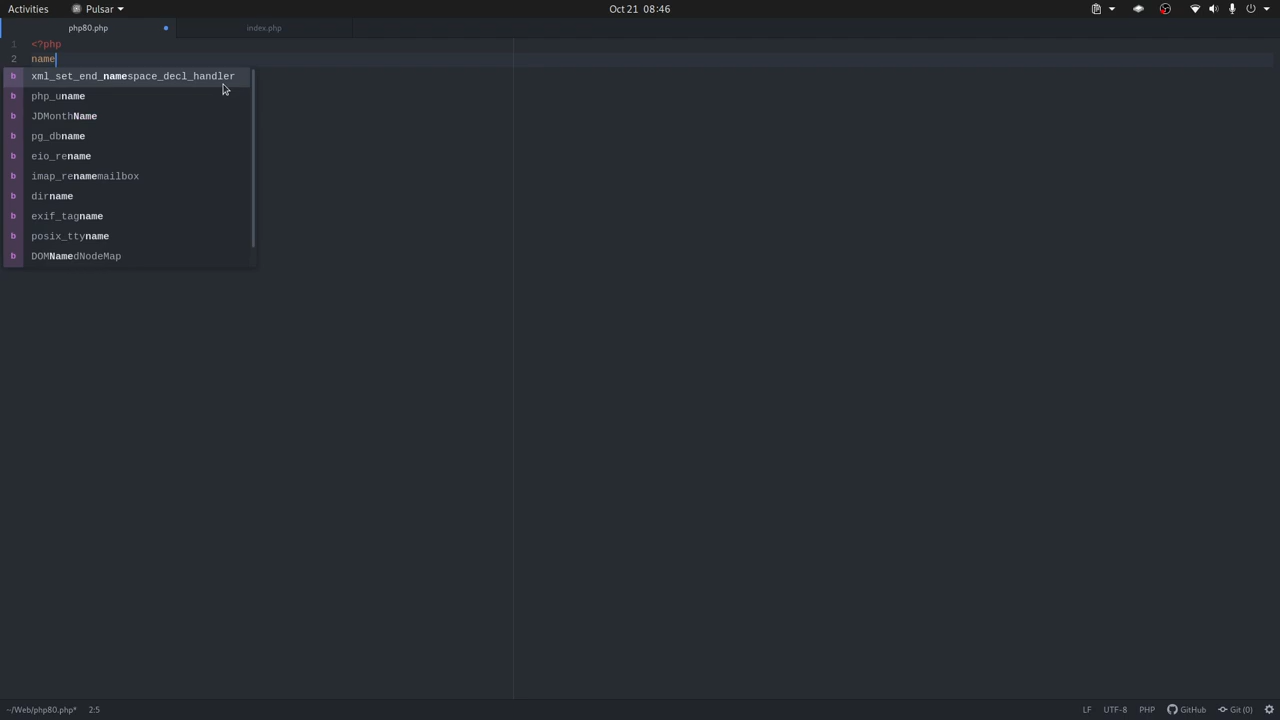 Activities Pulsar Oct 21 08:46
php80.php index.php
1 <?php
2 name
b xml_set_end_namespace_decl_handler
b php_uname
b JDMonthName
b pg_dbname
b eio_rename
b imap_renamemailbox
b dirname
b exif_tagname
b posix_ttyname
b DOMNamedNodeMap
~/Web/php80.php* 2:5 LF UTF-8 PHP GitHub Git (0)